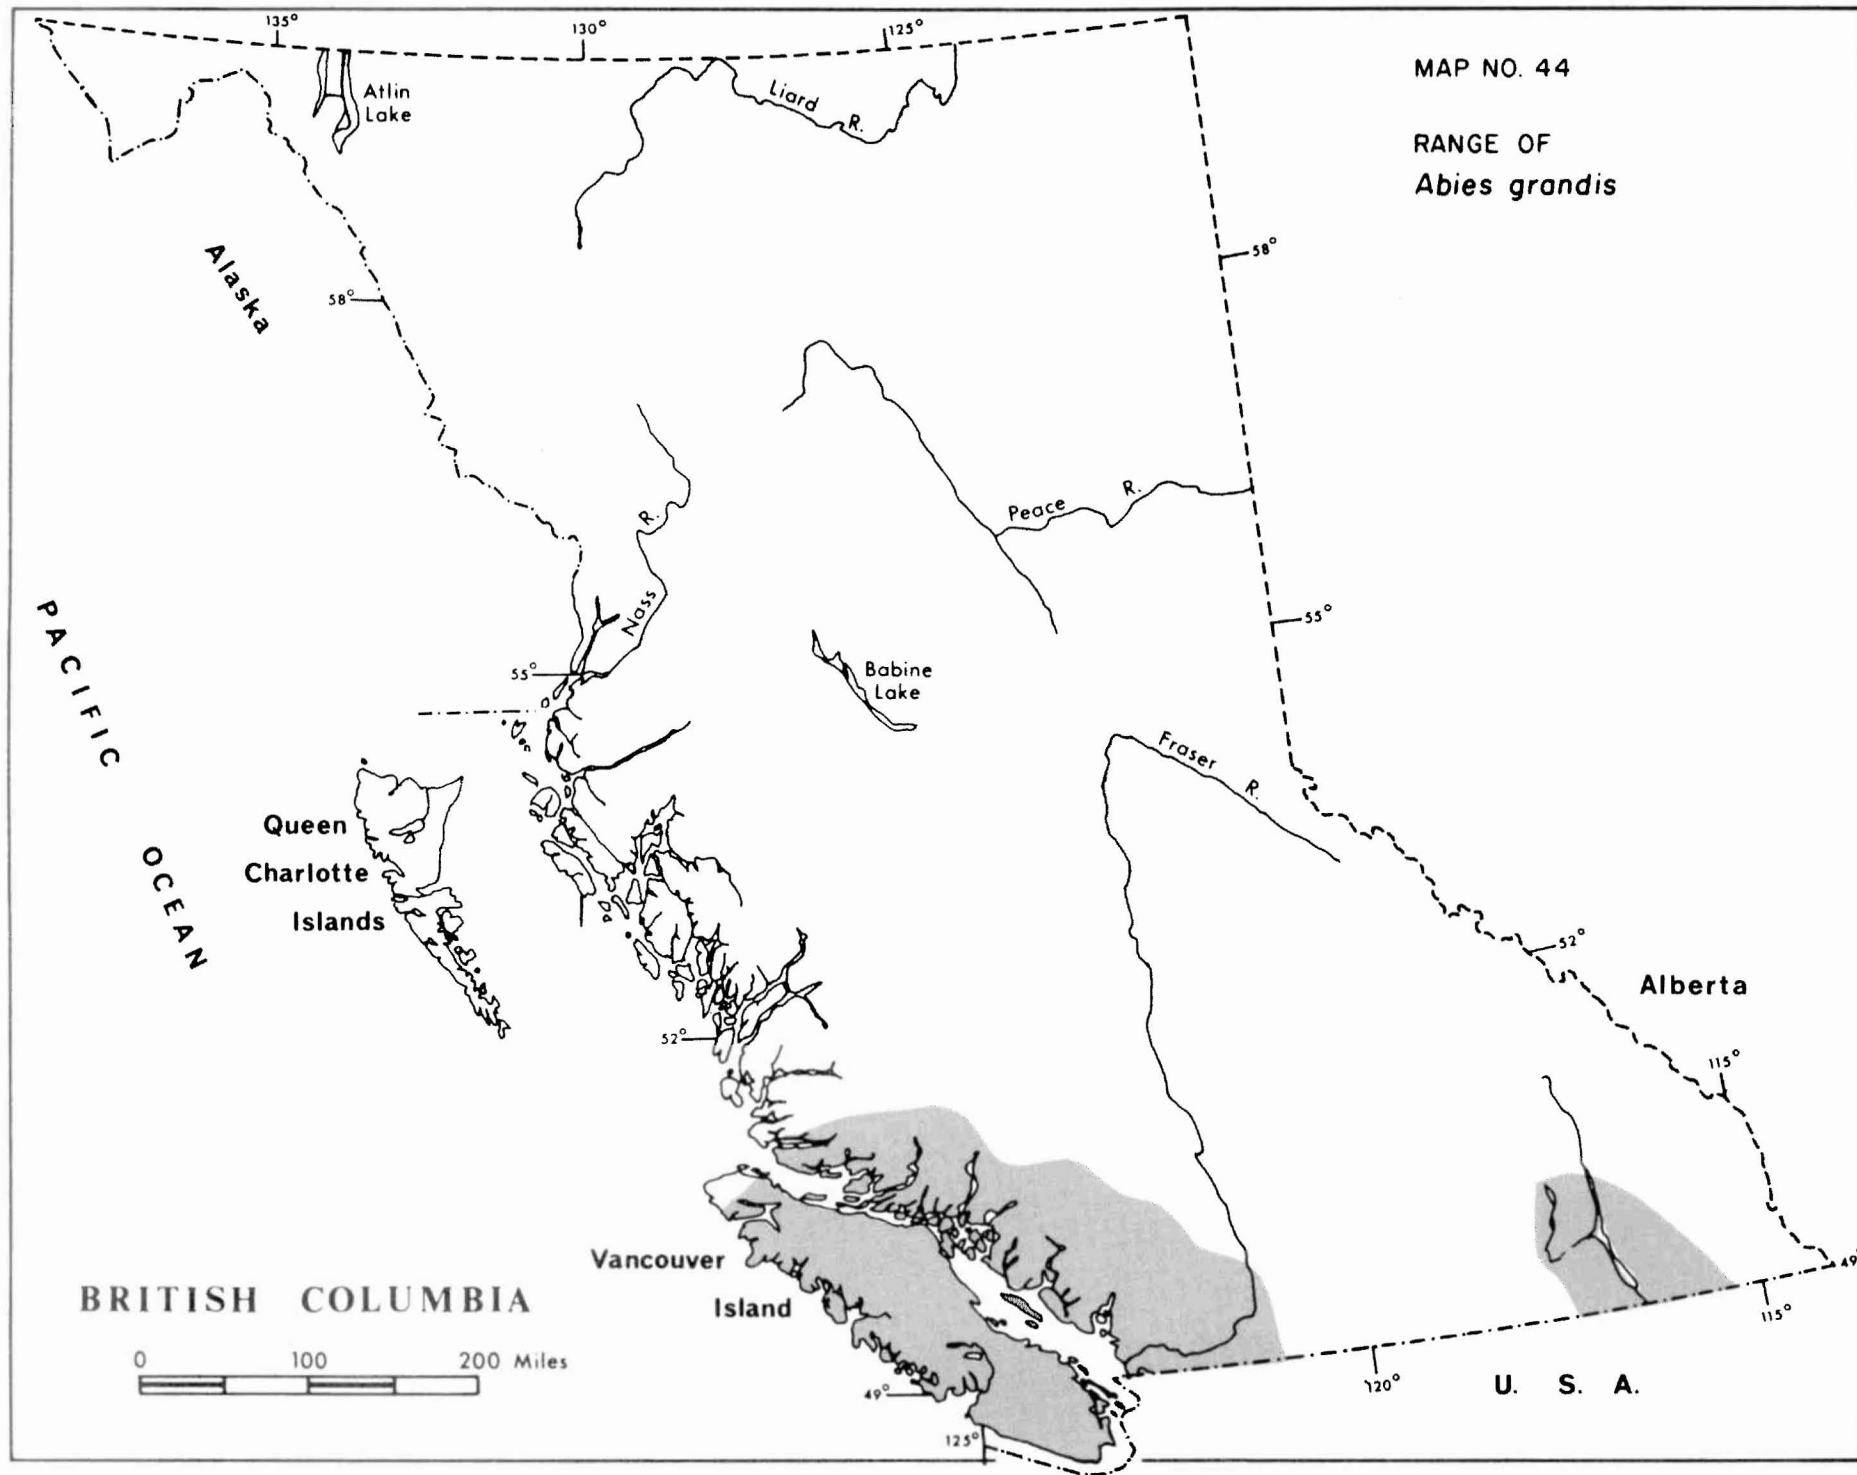 135°
130°
125°
MAP NO. 44
RANGE OF
Abies grandis
Atlin
Lake
Liard
R.
Alaska
58°
58°
Peace
R.
R.
Nass
55°
55°
Babine
Lake
PACIFIC
OCEAN
Fraser
R.
Queen
Charlotte
Islands
52°
52°
Alberta
115°
Vancouver
Island
49°
115°
120°
U. S. A.
49°
125°
BRITISH COLUMBIA
0 100 200 Miles